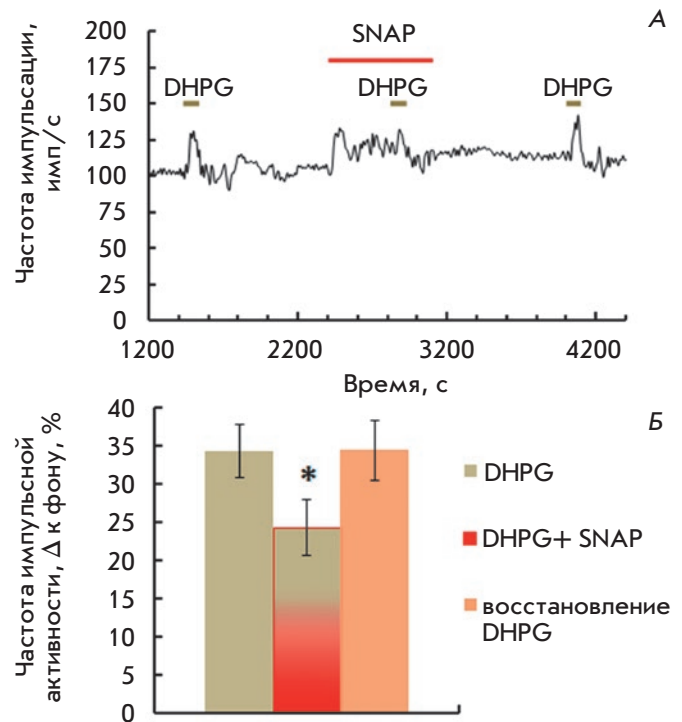 А
Частота импульсации,
имп/с
200
175
150
125
100
75
50
25
0
SNAP
DHPG
DHPG
DHPG
1200
2200
3200
4200
Время, с
Б
Частота импульсной
активности, Δ к фону, %
40
35
30
25
20
15
10
5
0
*
DHPG
DHPG+ SNAP
восстановление
DHPG